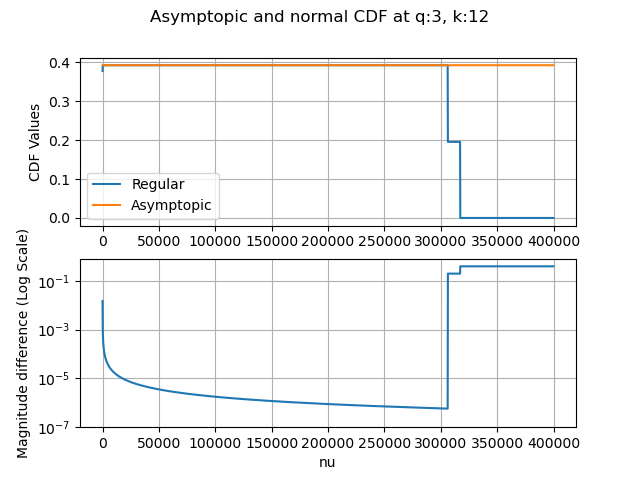 Asymptopic and normal CDF at q:3, k:12
CDF Values
0.4
0.3
0.2
0.1
0.0
Regular
Asymptopic
0 50000 100000 150000 200000 250000 300000 350000 400000
Magnitude difference (Log Scale)
10⁻¹
10⁻³
10⁻⁵
10⁻⁷
0 50000 100000 150000 200000 250000 300000 350000 400000
nu